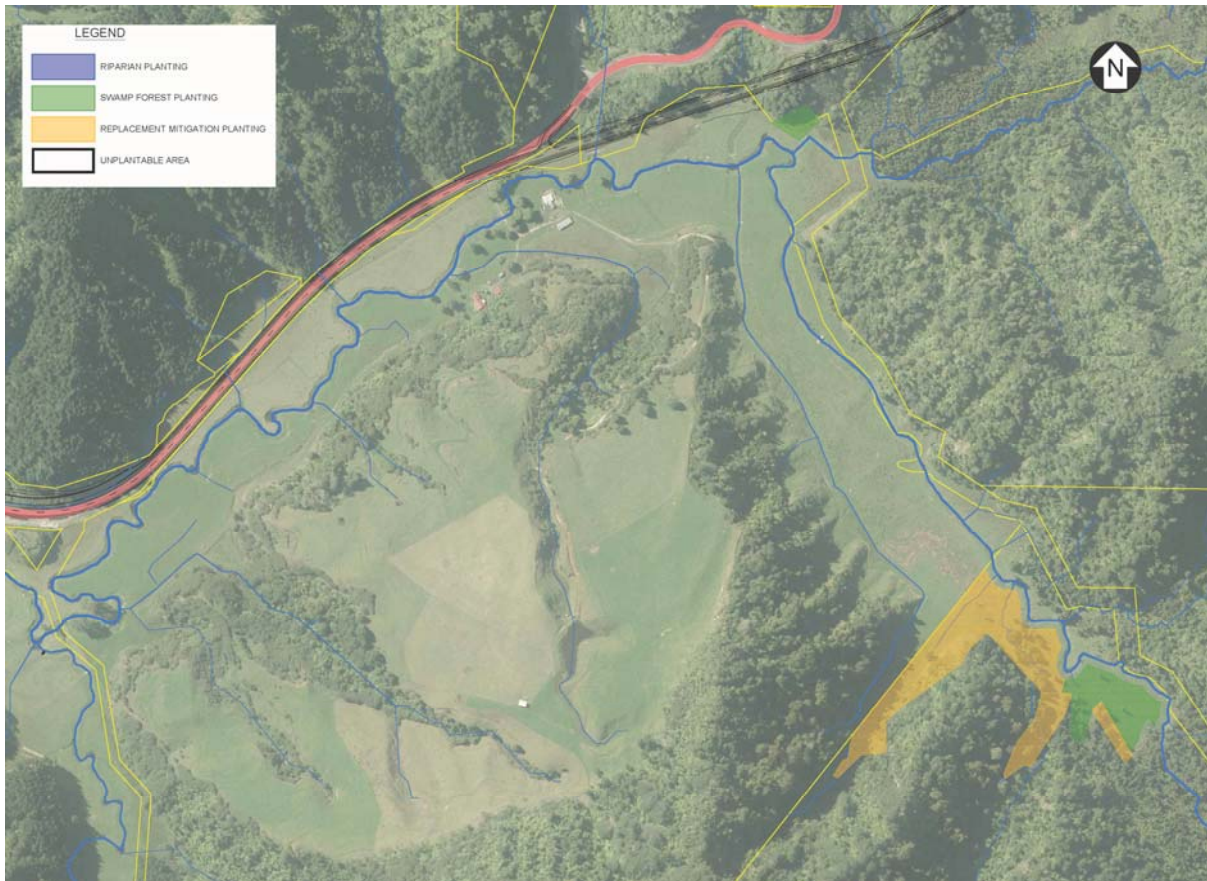 LEGEND
RIPARIAN PLANTING
SWAMP FOREST PLANTING
REPLACEMENT MITIGATION PLANTING
UNPLANTABLE AREA
N